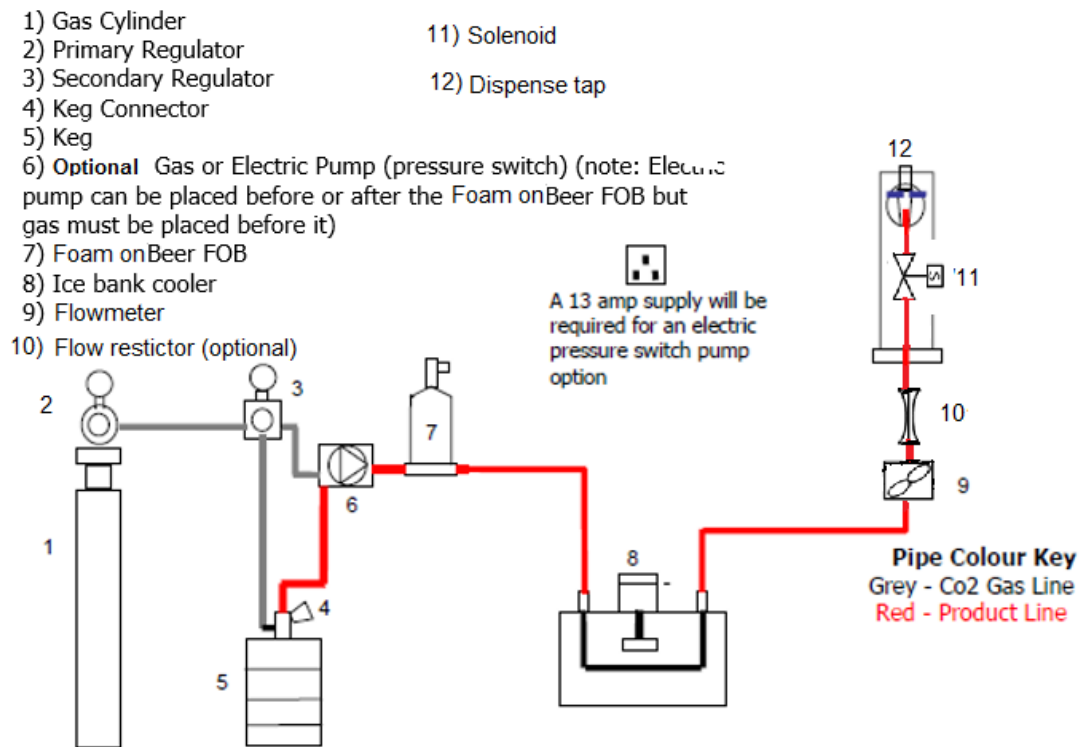 1) Gas Cylinder
2) Primary Regulator
3) Secondary Regulator
4) Keg Connector
5) Keg
6) Optional Gas or Electric Pump (pressure switch) (note: Electric
pump can be placed before or after the Foam onBeer FOB but
gas must be placed before it)
7) Foam onBeer FOB
8) Ice bank cooler
9) Flowmeter
10) Flow restictor (optional)
11) Solenoid
12) Dispense tap
A 13 amp supply will be
required for an electric
pressure switch pump
option
12
S
11
10
9
2
3
7
6
1
8
4
5
Pipe Colour Key
Grey - Co2 Gas Line
Red - Product Line